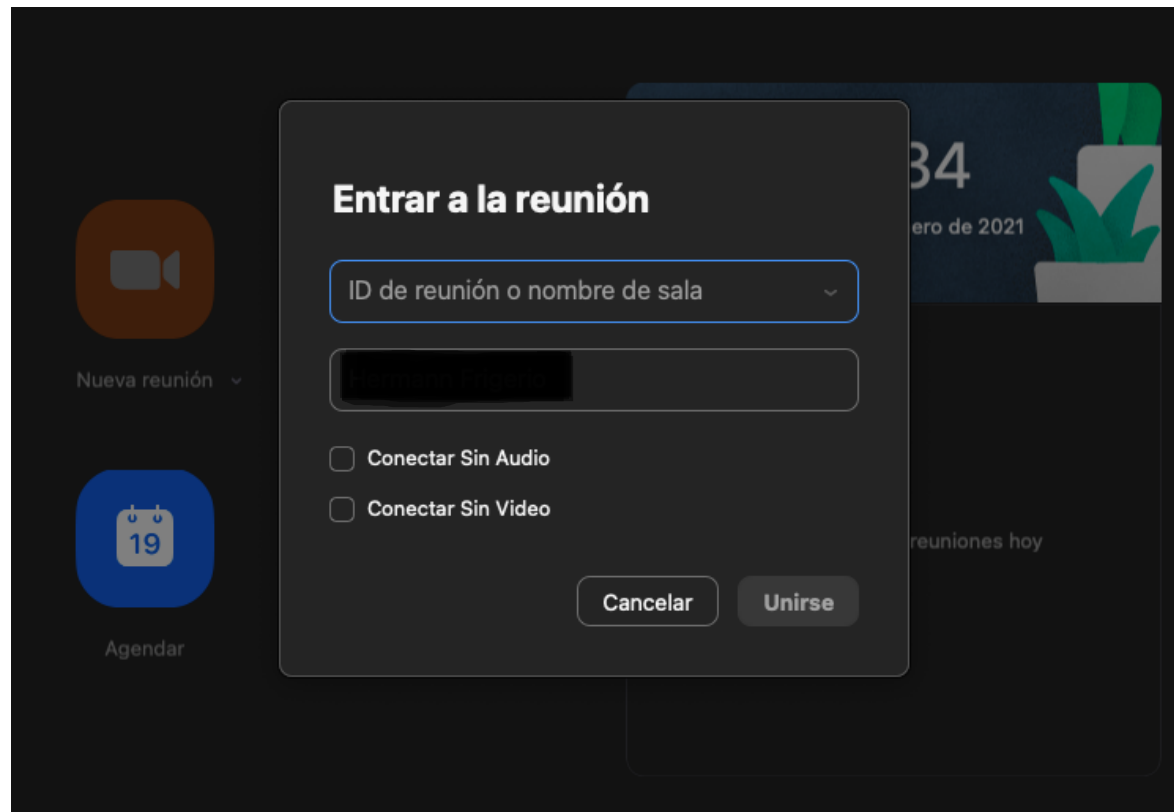 34
ero de 2021
Entrar a la reunión
ID de reunión o nombre de sala
Nueva reunión
Conectar Sin Audio
Conectar Sin Video
19
reuniones hoy
Cancelar
Unirse
Agendar